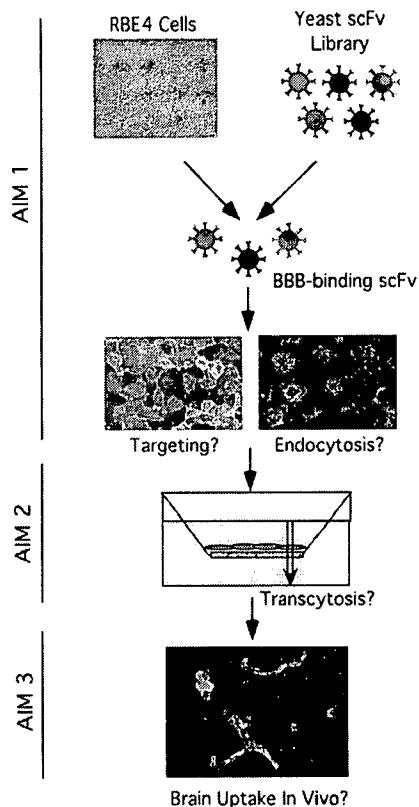 RBE4 Cells
Yeast scFv
Library
AIM 1
BBB-binding scFv
Targeting?
Endocytosis?
AIM 2
Transcytosis?
AIM 3
Brain Uptake In Vivo?